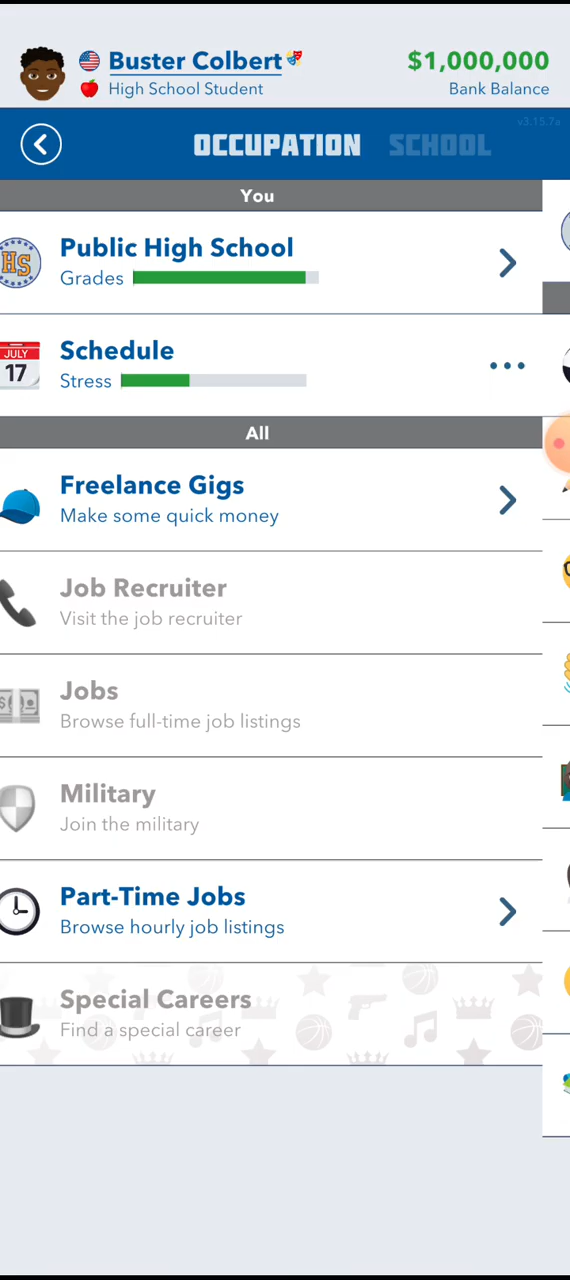 Buster Colbert
$1,000,000
High School Student
Bank Balance
v3.15.7a
OCCUPATION SCHOOL
You
HS
Public High School
Grades
JULY
17
Schedule
Stress
All
Freelance Gigs
Make some quick money
Job Recruiter
Visit the job recruiter
Jobs
Browse full-time job listings
Military
Join the military
Part-Time Jobs
Browse hourly job listings
Special Careers
Find a special career